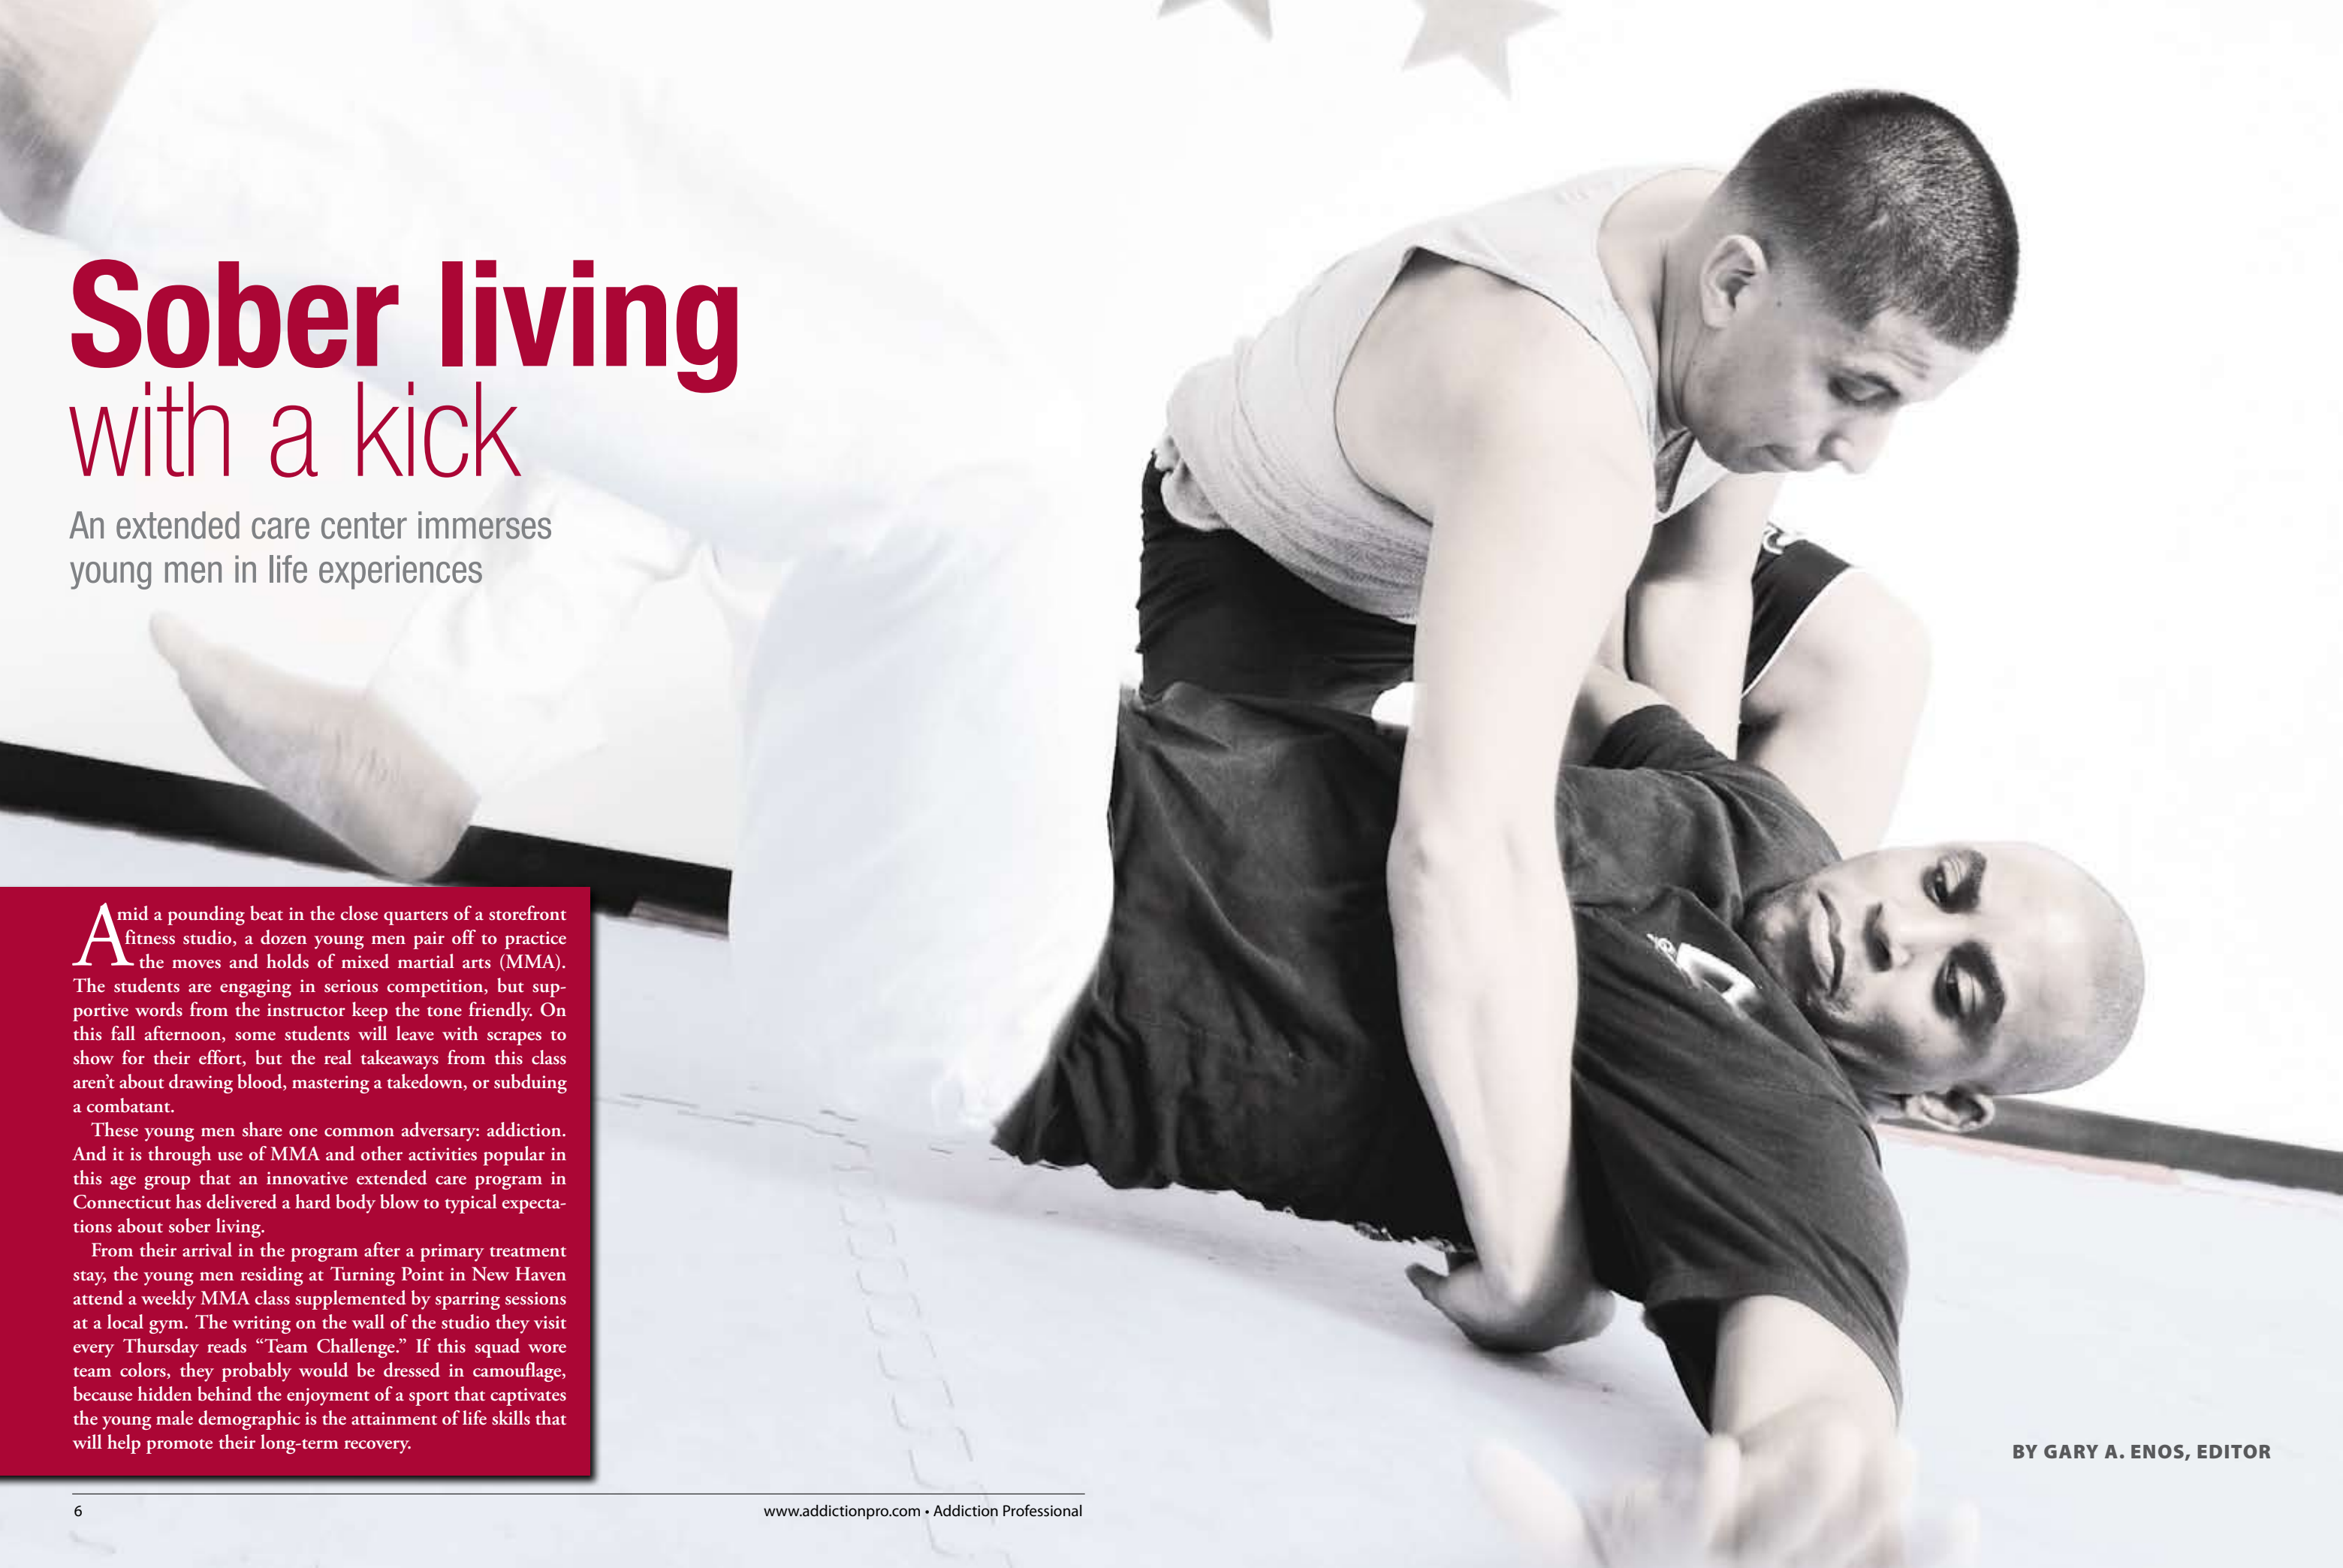 Sober living
with a kick
An extended care center immerses
young men in life experiences
Amid a pounding beat in the close quarters of a storefront
fitness studio, a dozen young men pair off to practice
the moves and holds of mixed martial arts (MMA).
The students are engaging in serious competition, but sup-
portive words from the instructor keep the tone friendly. On
this fall afternoon, some students will leave with scrapes to
show for their effort, but the real takeaways from this class
aren’t about drawing blood, mastering a takedown, or subduing
a combatant.
These young men share one common adversary: addiction.
And it is through use of MMA and other activities popular in
this age group that an innovative extended care program in
Connecticut has delivered a hard body blow to typical expecta-
tions about sober living.
From their arrival in the program after a primary treatment
stay, the young men residing at Turning Point in New Haven
attend a weekly MMA class supplemented by sparring sessions
at a local gym. The writing on the wall of the studio they visit
every Thursday reads “Team Challenge.” If this squad wore
team colors, they probably would be dressed in camouflage,
because hidden behind the enjoyment of a sport that captivates
the young male demographic is the attainment of life skills that
will help promote their long-term recovery.
BY GARY A. ENOS, EDITOR
6
www.addictionpro.com • Addiction Professional